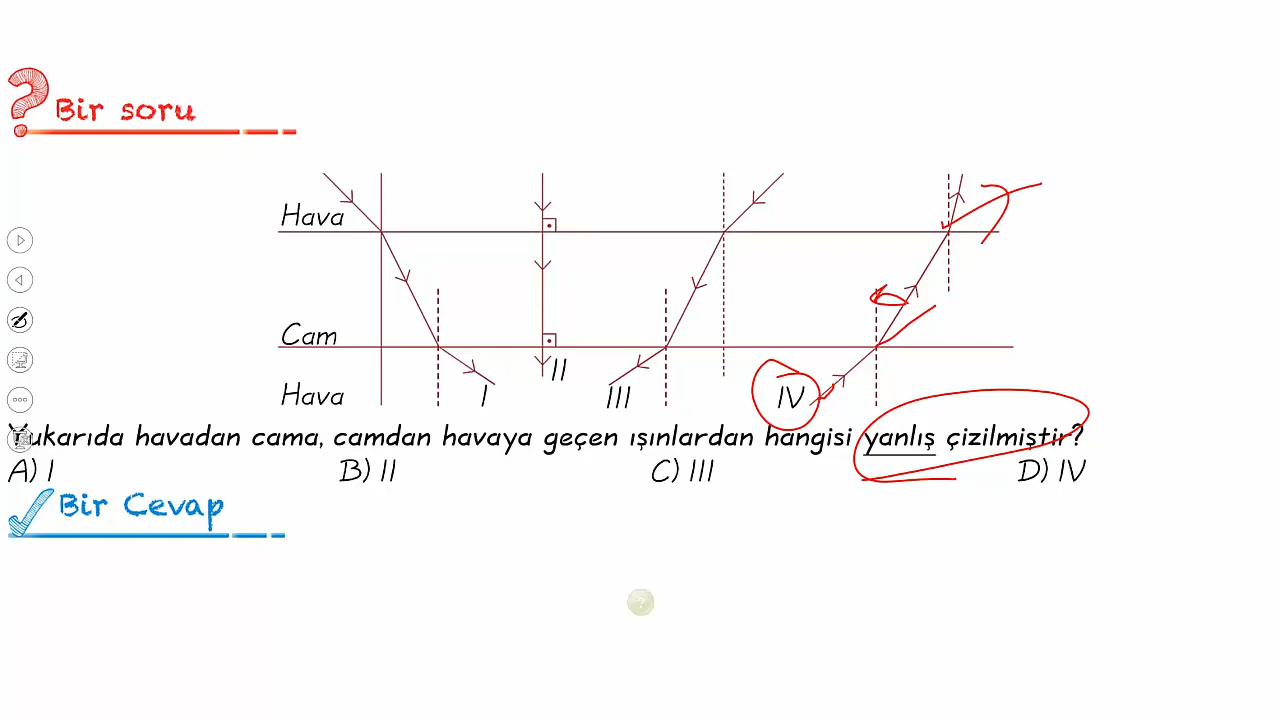 Bir soru
Hava
Cam
II
Hava
I
III
IV
Yukarıda havadan cama, camdan havaya geçen ışınlardan hangisi yanlış çizilmiştir?
A) I B) II C) III D) IV
Bir Cevap
?